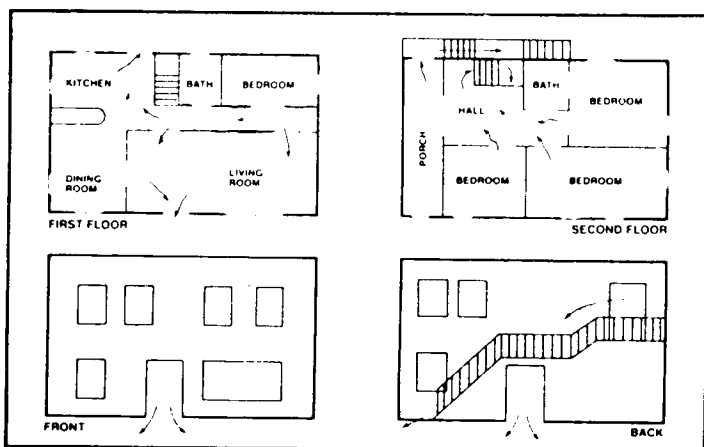 KITCHEN
BATH
BEDROOM
DINING
ROOM
LIVING
ROOM
FIRST FLOOR
BATH
BEDROOM
HALL
PORCH
BEDROOM
BEDROOM
SECOND FLOOR
FRONT
BACK